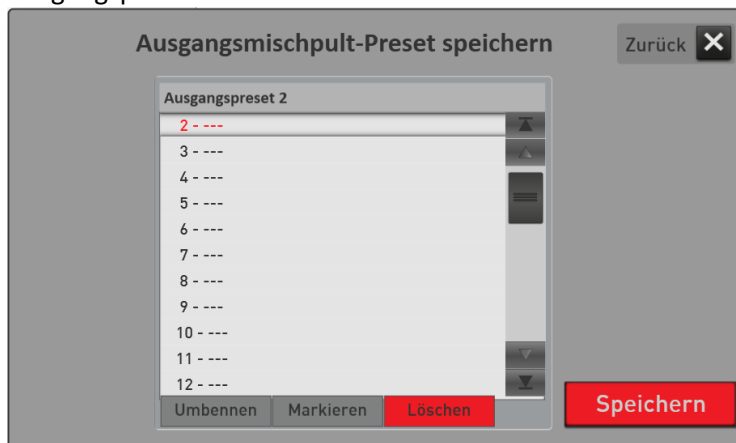 Ausgangsmischpult-Preset speichern
Zurück
Ausgangspreset 2
2 - ---
3 - ---
4 - ---
5 - ---
6 - ---
7 - ---
8 - ---
9 - ---
10 - ---
11 - ---
12 - ---
Umbennen Markieren Löschen
Speichern